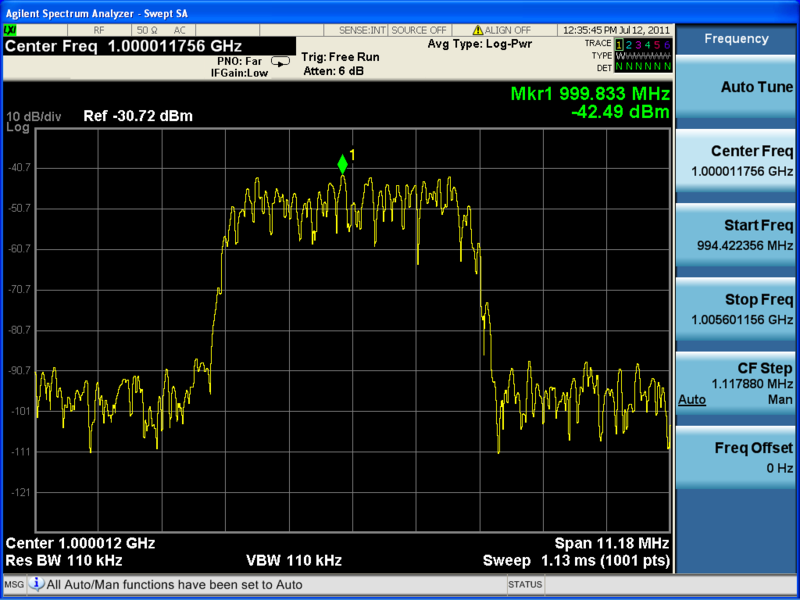 Agilent Spectrum Analyzer - Swept SA
LXI RF 50 Ω AC SENSE:INT SOURCE OFF ALIGN OFF 12:35:45 PM Jul 12, 2011
Center Freq 1.000011756 GHz
PNO: Far
IFGain:Low
Trig: Free Run
Atten: 6 dB
Avg Type: Log-Pwr
TRACE 1 2 3 4 5 6
TYPE WWWWWW
DET N N N N N N
Mkr1 999.833 MHz
-42.49 dBm
10 dB/div Ref -30.72 dBm
Log
1
-40.7
-50.7
-60.7
-70.7
-80.7
-90.7
-101
-111
-121
Center 1.000012 GHz Span 11.18 MHz
Res BW 110 kHz VBW 110 kHz Sweep 1.13 ms (1001 pts)
MSG All Auto/Man functions have been set to Auto STATUS
Frequency
Auto Tune
Center Freq
1.000011756 GHz
Start Freq
994.422356 MHz
Stop Freq
1.005601156 GHz
CF Step
1.117880 MHz
Auto Man
Freq Offset
0 Hz